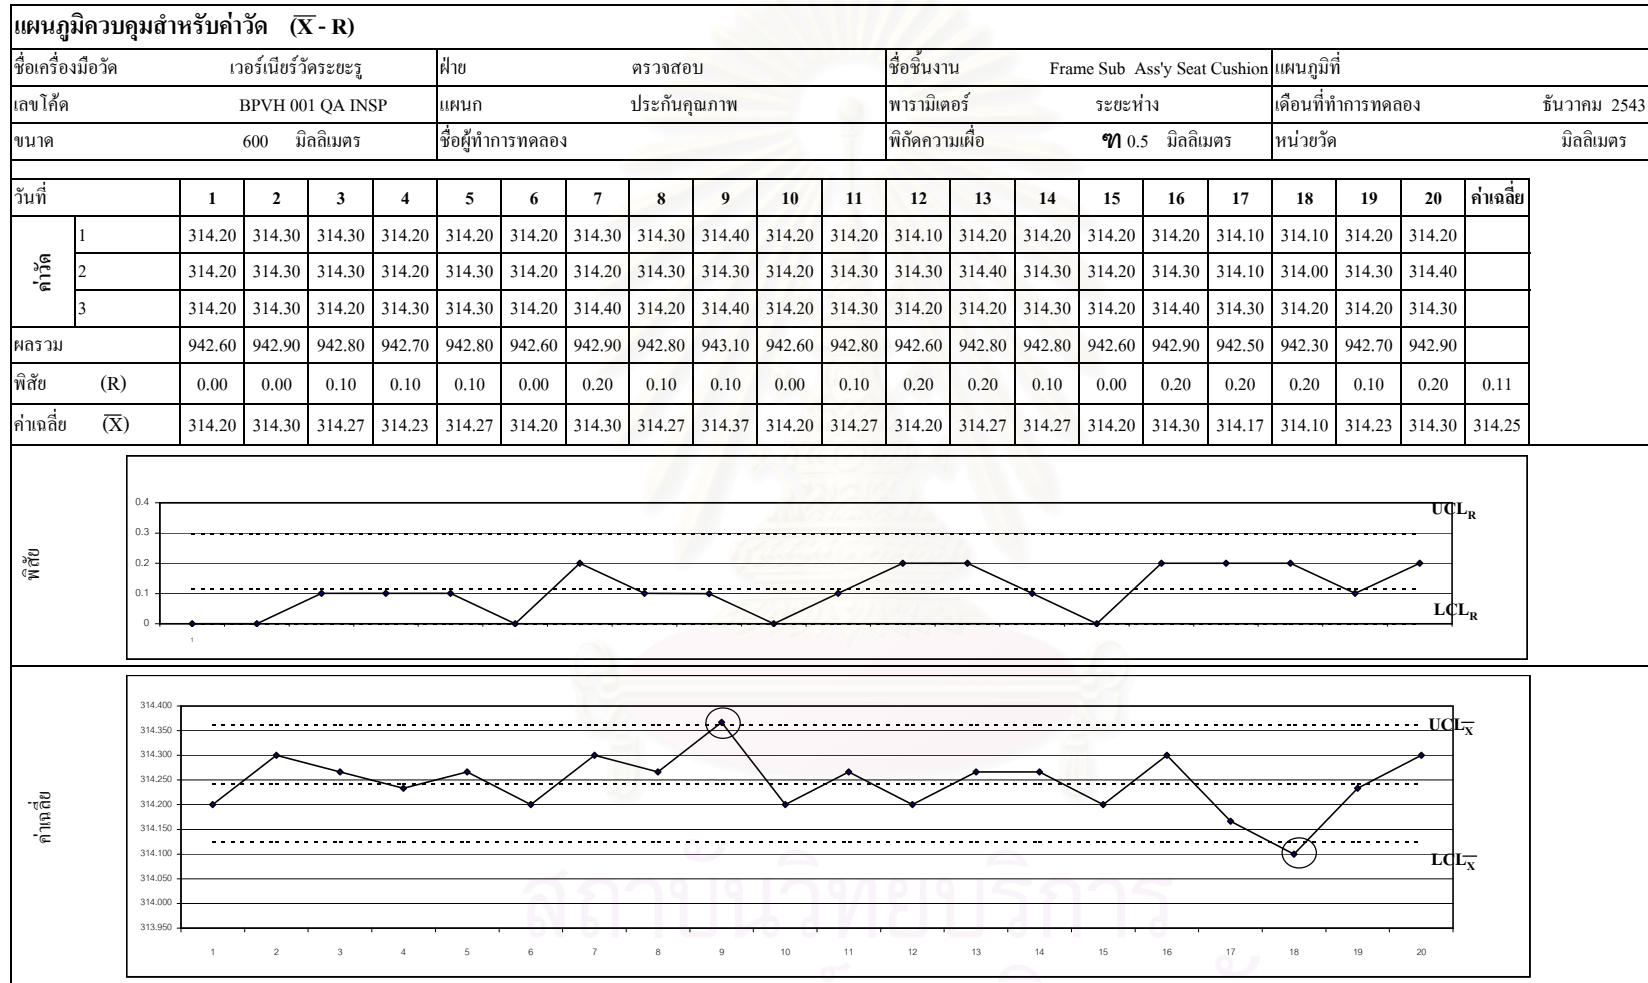 แผนภูมิควบคุมสำหรับค่าวัด (X̅ - R)
ชื่อเครื่องมือวัด เวอร์เนียร์วัดระยะรู ฝ่าย ตรวจสอบ ชื่อชิ้นงาน Frame Sub Ass'y Seat Cushion แผนภูมิที่
เลขโค้ด BPVH 001 QA INSP แผนก ประกันคุณภาพ พารามิเตอร์ ระยะห่าง เดือนที่ทำการทดลอง ธันวาคม 2543
ขนาด 600 มิลลิเมตร ชื่อผู้ทำการทดลอง พิกัดความเผื่อ ฑ 0.5 มิลลิเมตร หน่วยวัด มิลลิเมตร
วันที่ 1 2 3 4 5 6 7 8 9 10 11 12 13 14 15 16 17 18 19 20 ค่าเฉลี่ย
ค่าวัด
1 314.20 314.30 314.30 314.20 314.20 314.20 314.30 314.30 314.40 314.20 314.20 314.10 314.20 314.20 314.20 314.20 314.10 314.10 314.20 314.20
2 314.20 314.30 314.30 314.20 314.30 314.20 314.20 314.30 314.30 314.20 314.30 314.30 314.40 314.30 314.20 314.30 314.10 314.00 314.30 314.40
3 314.20 314.30 314.20 314.30 314.30 314.20 314.40 314.20 314.40 314.20 314.30 314.20 314.20 314.30 314.20 314.40 314.30 314.20 314.20 314.30
ผลรวม 942.60 942.90 942.80 942.70 942.80 942.60 942.90 942.80 943.10 942.60 942.80 942.60 942.80 942.80 942.60 942.90 942.50 942.30 942.70 942.90
พิสัย (R) 0.00 0.00 0.10 0.10 0.10 0.00 0.20 0.10 0.10 0.00 0.10 0.20 0.20 0.10 0.00 0.20 0.20 0.20 0.10 0.20 0.11
ค่าเฉลี่ย (X̅) 314.20 314.30 314.27 314.23 314.27 314.20 314.30 314.27 314.37 314.20 314.27 314.20 314.27 314.27 314.20 314.30 314.17 314.10 314.23 314.30 314.25
พิสัย
0.4
UCL_R
0.3
0.2
0.1
LCL_R
0
1
ค่าเฉลี่ย
314.400
UCL_X̅
314.350
314.300
314.250
314.200
314.150
314.100
LCL_X̅
314.050
314.000
313.950
1 2 3 4 5 6 7 8 9 10 11 12 13 14 15 16 17 18 19 20
สถาบันวิทยบริการ